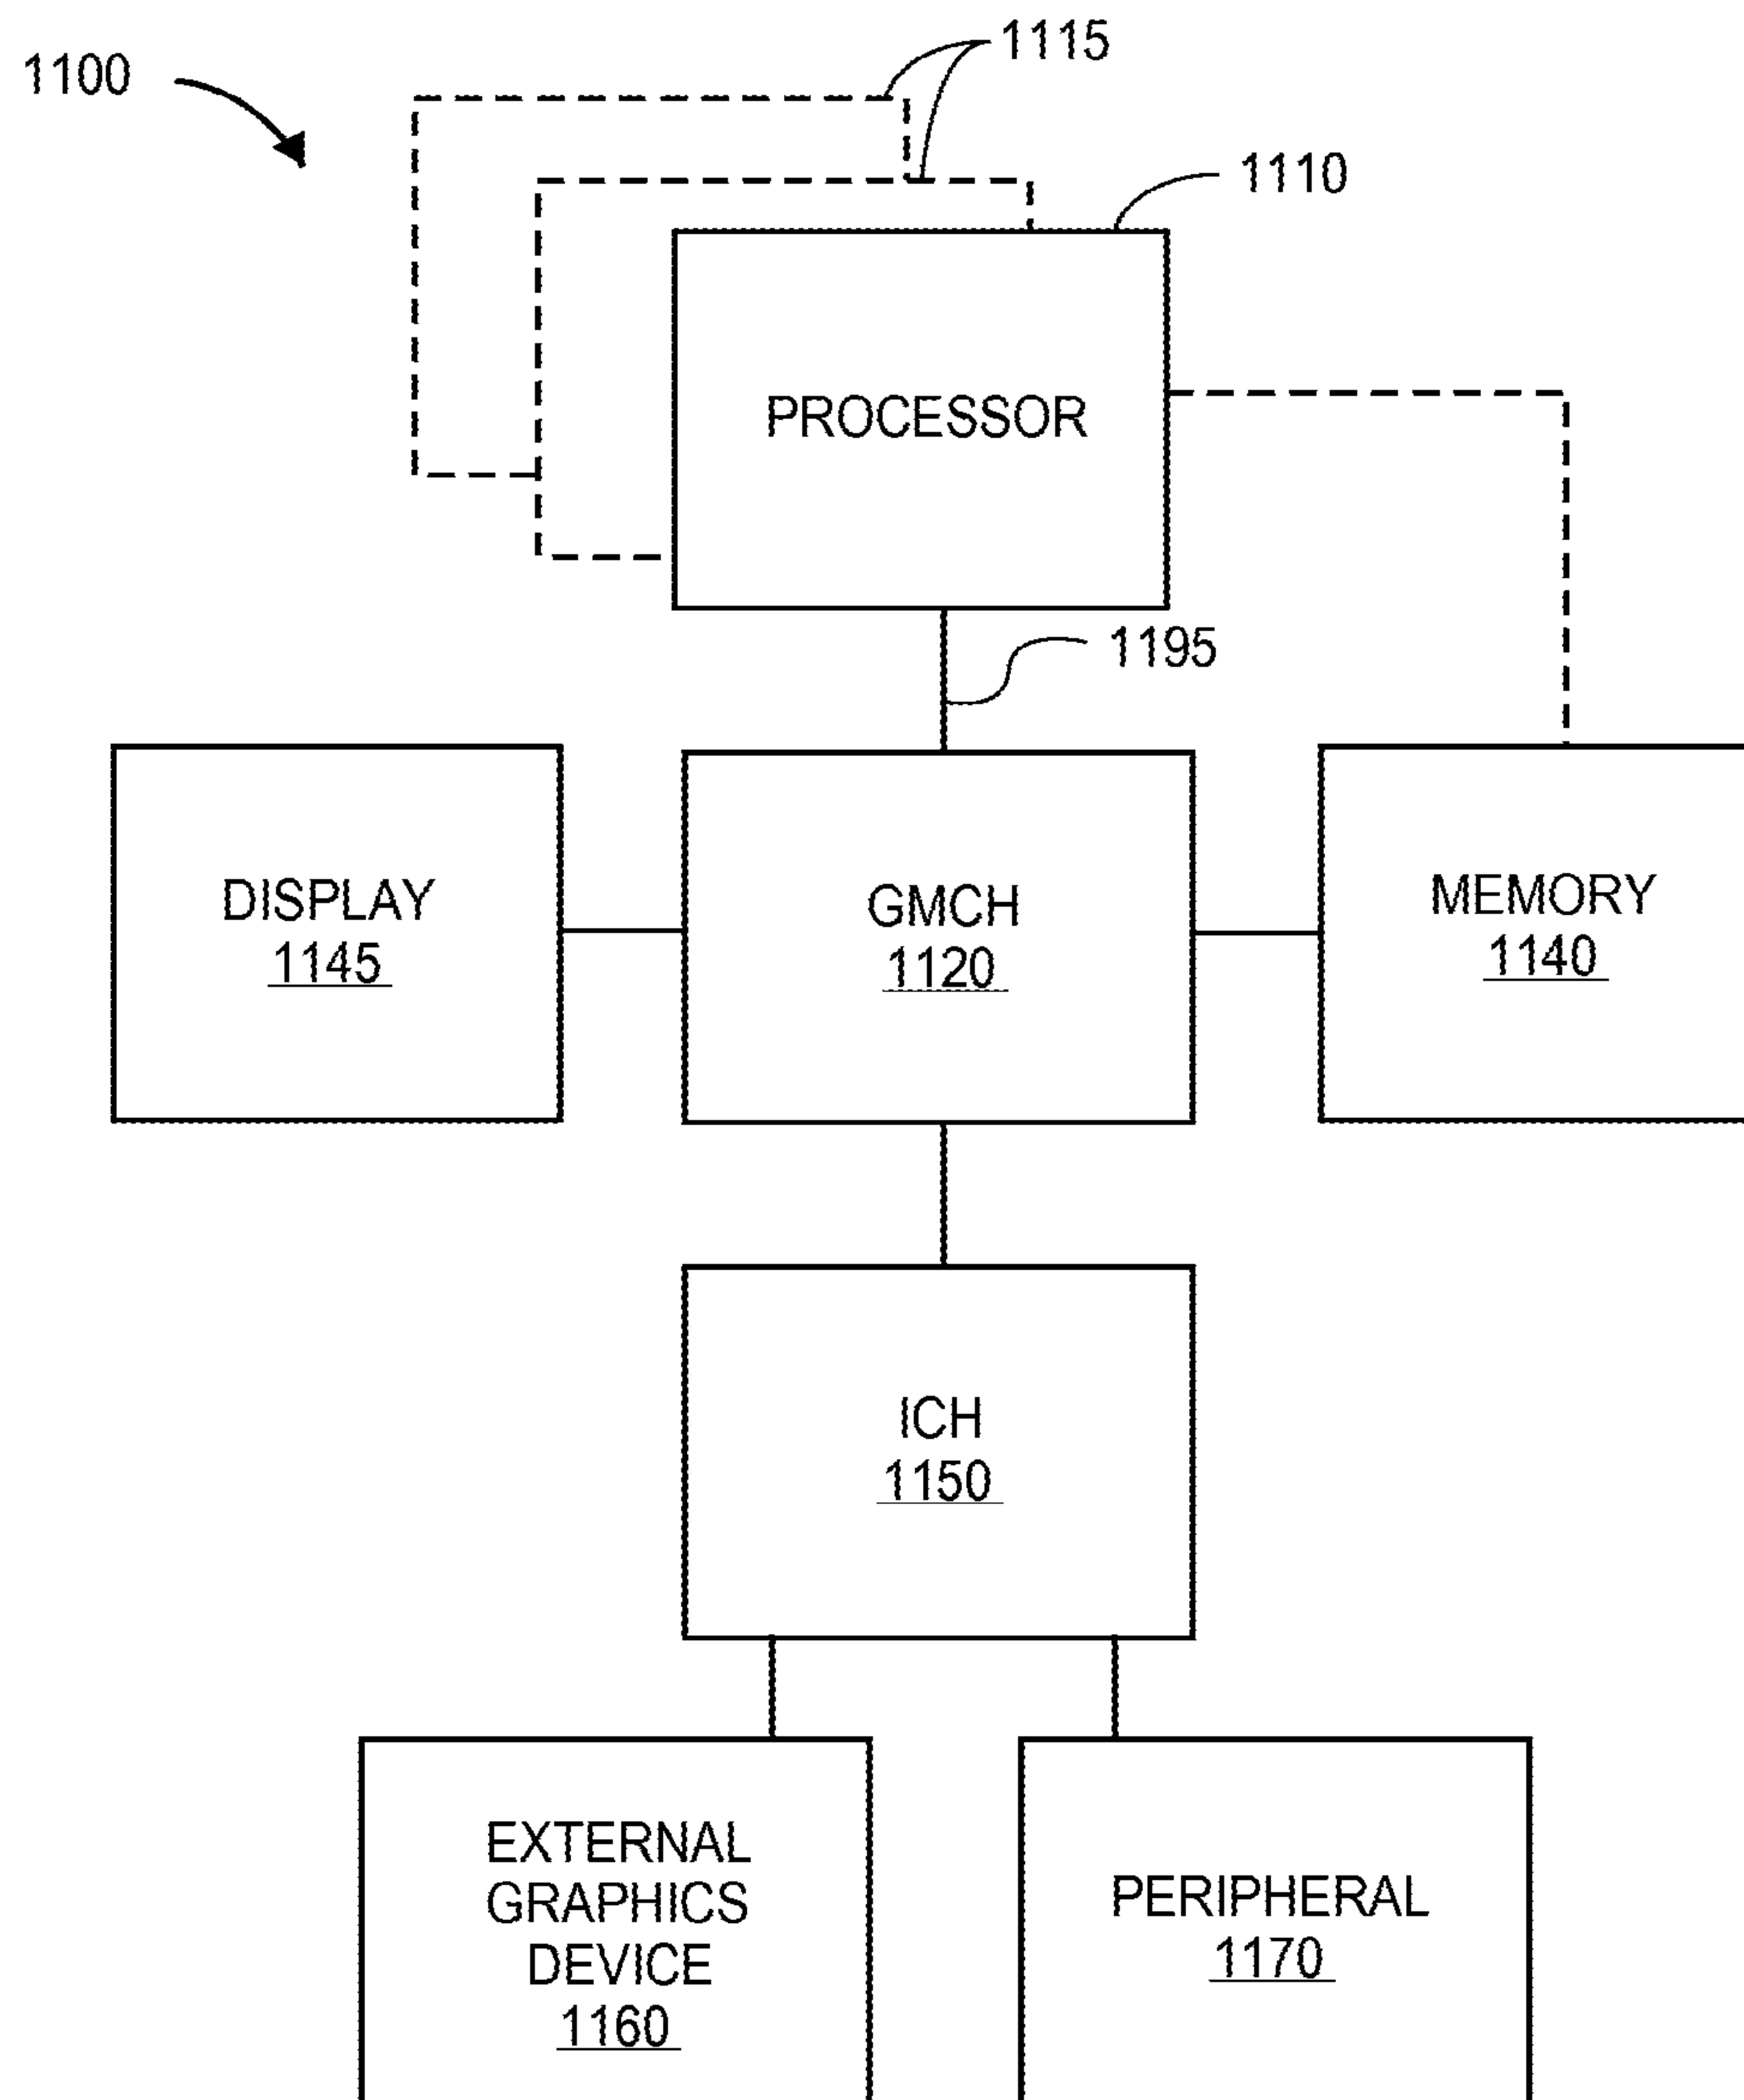 1115
1100
1110
PROCESSOR
1195
DISPLAY
1145
GMCH
1120
MEMORY
1140
ICH
1150
EXTERNAL
GRAPHICS
DEVICE
1160
PERIPHERAL
1170